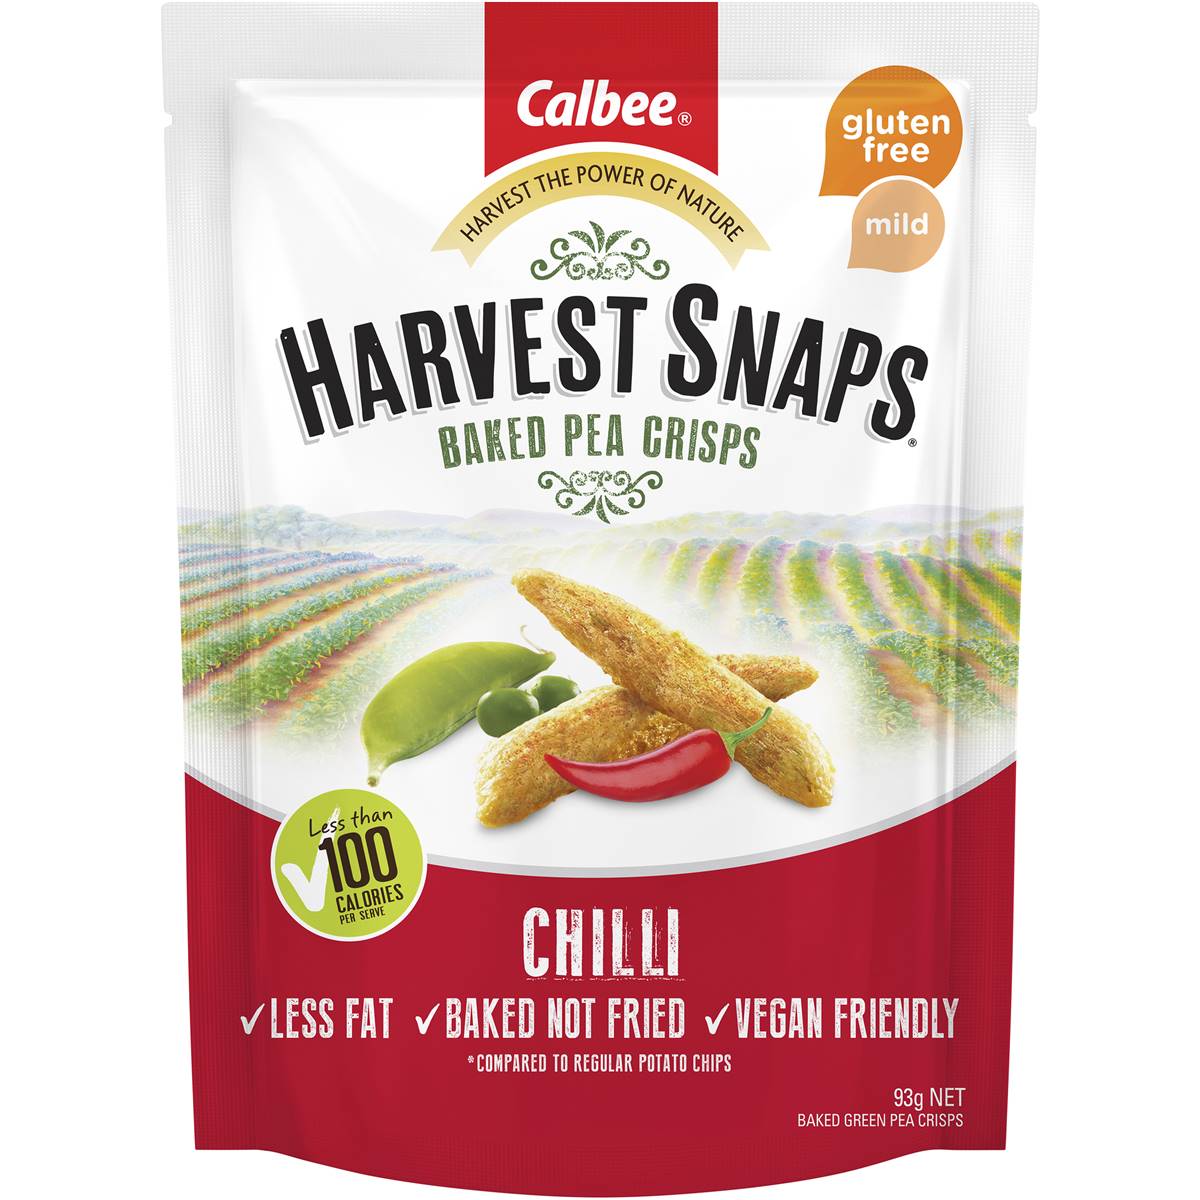 Calbee®
HARVEST THE POWER OF NATURE
gluten
free
mild
HARVEST SNAPS®
BAKED PEA CRISPS
Less than
100
CALORIES
PER SERVE
CHILLI
✓LESS FAT ✓BAKED NOT FRIED ✓VEGAN FRIENDLY
*COMPARED TO REGULAR POTATO CHIPS
93g NET
BAKED GREEN PEA CRISPS